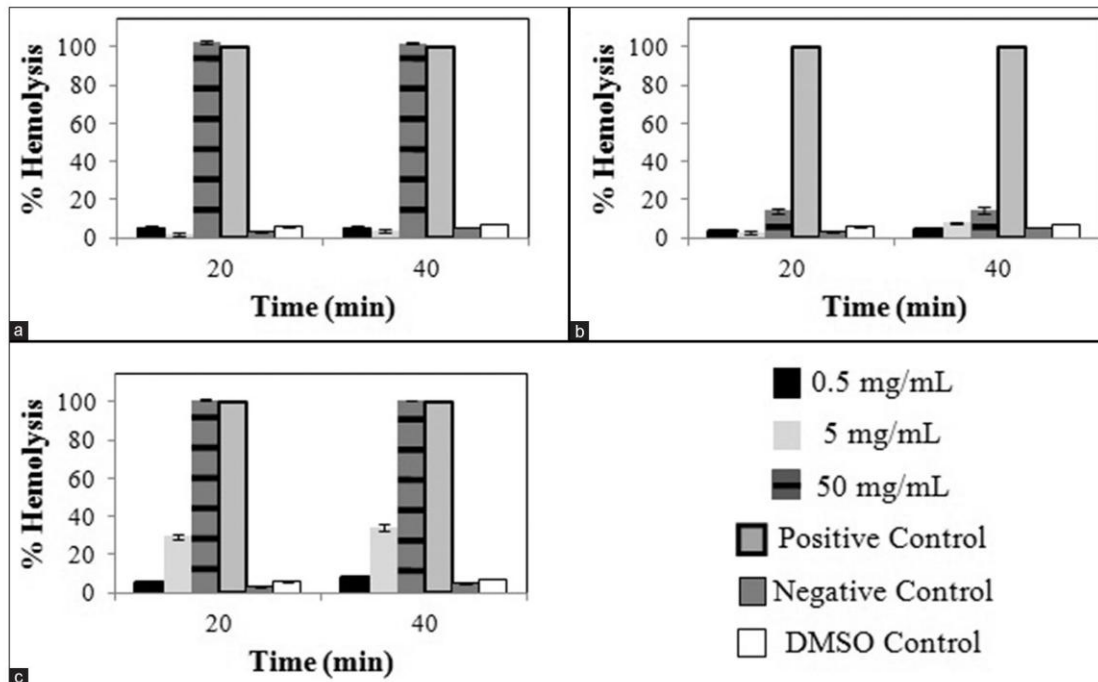 % Hemolysis
100
80
60
40
20
0
20 40
Time (min)
a
% Hemolysis
100
80
60
40
20
0
20 40
Time (min)
b
% Hemolysis
100
80
60
40
20
0
20 40
Time (min)
c
0.5 mg/mL
5 mg/mL
50 mg/mL
Positive Control
Negative Control
DMSO Control